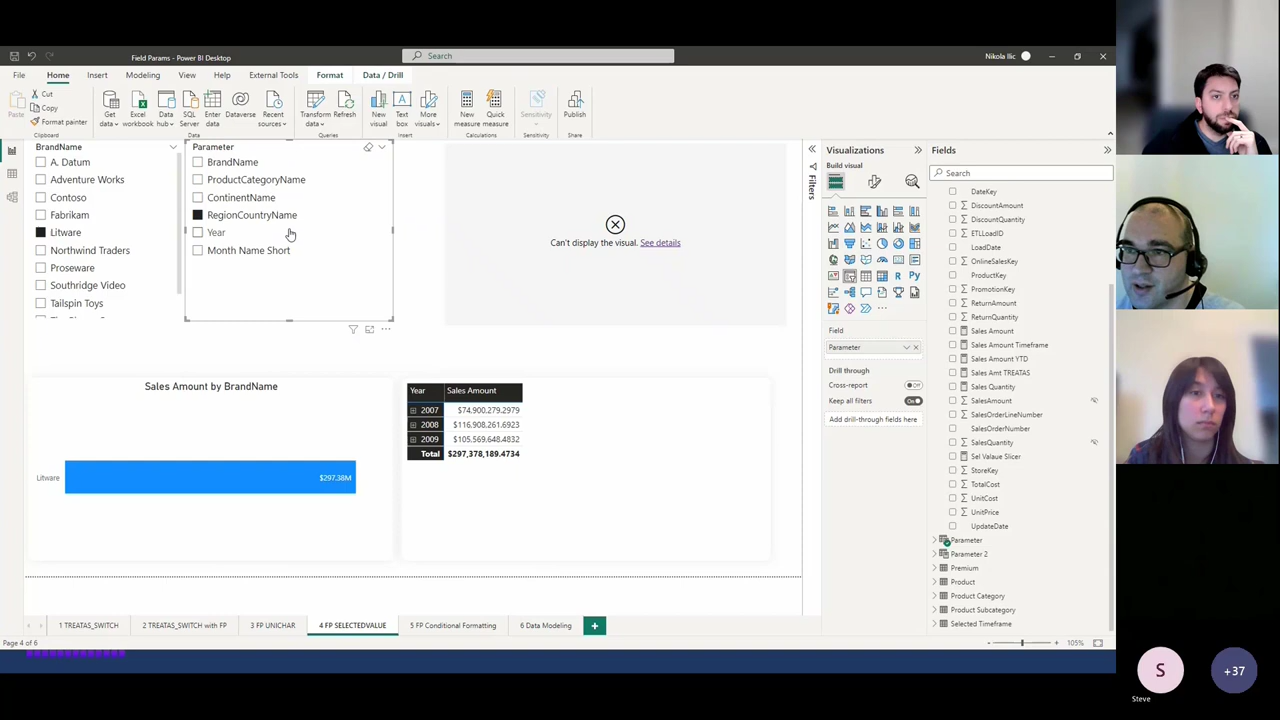 Field Params - Power BI Desktop
Search
Nikola Ilic
File
Home
Insert
Modeling
View
Help
External Tools
Format
Data / Drill
Paste
Cut
Copy
Format painter
Get data
Excel workbook
Data hub
SQL Server
Enter data
Dataverse
Recent sources
Transform data
Refresh
New visual
Text box
More visuals
New measure
Quick measure
Sensitivity
Publish
Clipboard
Data
Queries
Insert
Calculations
Sensitivity
Share
BrandName
A. Datum
Adventure Works
Contoso
Fabrikam
Litware
Northwind Traders
Proseware
Southridge Video
Tailspin Toys
Parameter
BrandName
ProductCategoryName
ContinentName
RegionCountryName
Year
Month Name Short
Can't display the visual. See details
Sales Amount by BrandName
Litware
$297.38M
Year Sales Amount
2007 $74.900.279.2979
2008 $116.908.261.6923
2009 $105.569.648.4832
Total $297,378,189.4734
Filters
Visualizations
Build visual
R
Py
Field
Parameter
Drill through
Cross-report
Off
Keep all filters
On
Add drill-through fields here
Fields
Search
DateKey
DiscountAmount
DiscountQuantity
ETLLoadID
LoadDate
OnlineSalesKey
ProductKey
PromotionKey
ReturnAmount
ReturnQuantity
Sales Amount
Sales Amount Timeframe
Sales Amount YTD
Sales Amt TREATAS
Sales Quantity
SalesAmount
SalesOrderLineNumber
SalesOrderNumber
SalesQuantity
Sel Valaue Slicer
StoreKey
TotalCost
UnitCost
UnitPrice
UpdateDate
Parameter
Parameter 2
Premium
Product
Product Category
Product Subcategory
Selected Timeframe
1 TREATAS_SWITCH
2 TREATAS_SWITCH with FP
3 FP UNICHAR
4 FP SELECTEDVALUE
5 FP Conditional Formatting
6 Data Modeling
Page 4 of 6
105%
S
+37
Steve